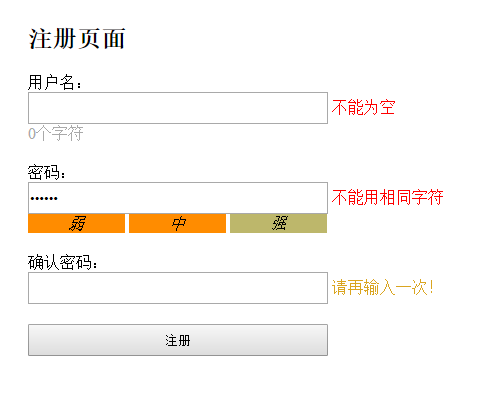 注册页面
用户名：
不能为空
0个字符
密码：
••••••
不能用相同字符
弱 中 强
确认密码：
请再输入一次!
注册